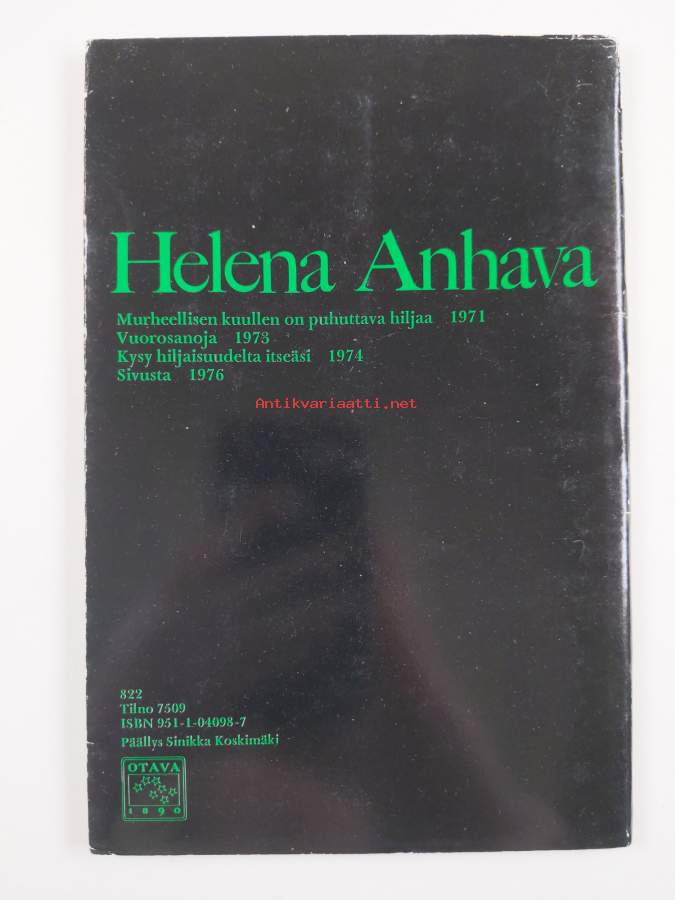 Helena Anhava
Murheellisen kuullen on puhuttava hiljaa 1971
Vuorosanoja 1973
Kysy hiljaisuudelta itseäsi 1974
Sivusta 1976
Antikvariaatti.net
822
Tilno 7509
ISBN 951-1-04098-7
Päällys Sinikka Koskimäki
OTAVA
1890